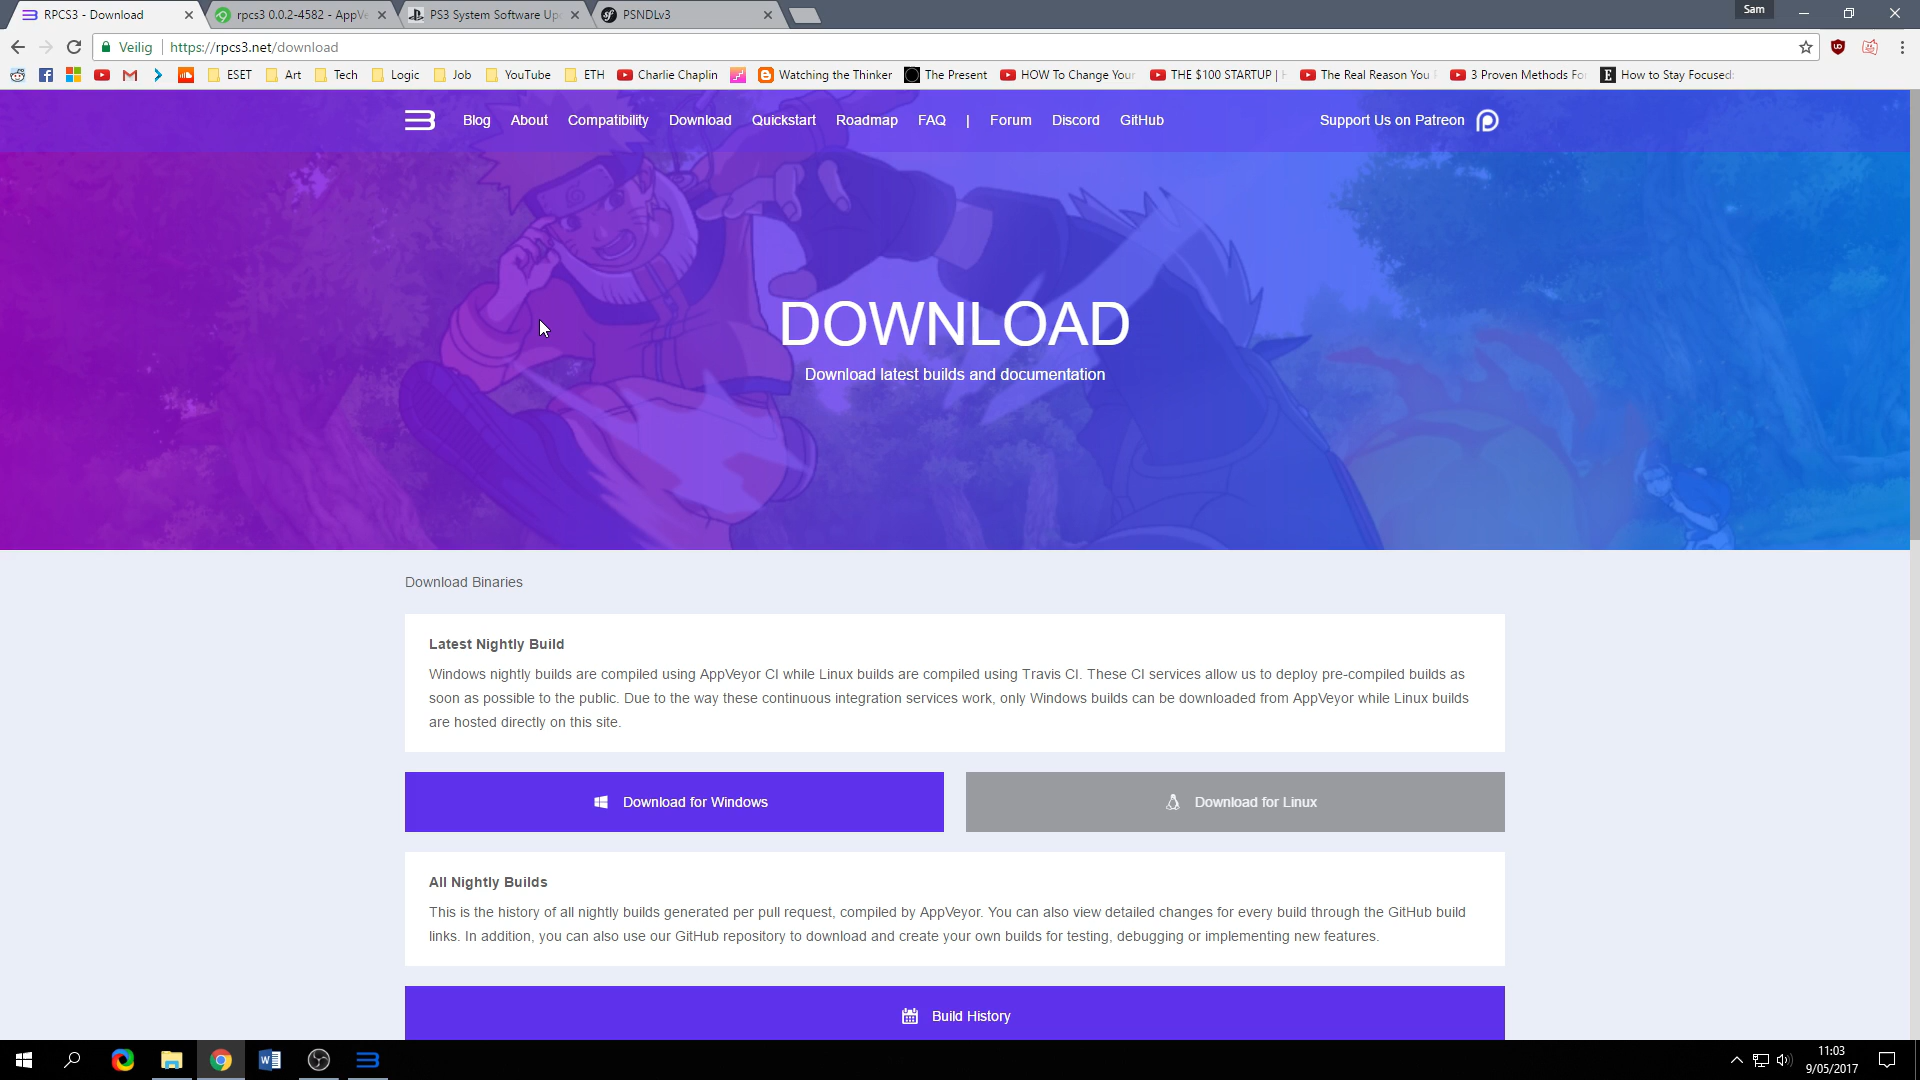 RPCS3 - Download
rpcs3 0.0.2-4582 - AppVe
PS3 System Software Up
PSNDLv3
Sam
Veilig
https://rpcs3.net/download
ESET
Art
Tech
Logic
Job
YouTube
ETH
Charlie Chaplin
Watching the Thinker
The Present
HOW To Change Your
THE $100 STARTUP |
The Real Reason You
3 Proven Methods Fo
How to Stay Focused:
Blog
About
Compatibility
Download
Quickstart
Roadmap
FAQ
|
Forum
Discord
GitHub
Support Us on Patreon
DOWNLOAD
Download latest builds and documentation
Download Binaries
Latest Nightly Build
Windows nightly builds are compiled using AppVeyor CI while Linux builds are compiled using Travis CI. These CI services allow us to deploy pre-compiled builds as
soon as possible to the public. Due to the way these continuous integration services work, only Windows builds can be downloaded from AppVeyor while Linux builds
are hosted directly on this site.
Download for Windows
Download for Linux
All Nightly Builds
This is the history of all nightly builds generated per pull request, compiled by AppVeyor. You can also view detailed changes for every build through the GitHub build
links. In addition, you can also use our GitHub repository to download and create your own builds for testing, debugging or implementing new features.
Build History
11:03
9/05/2017